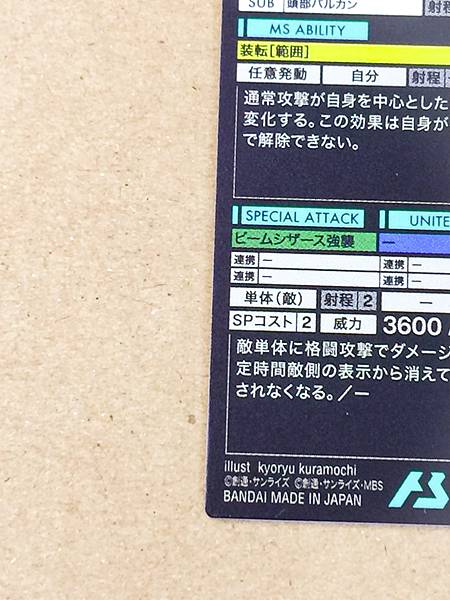 SUB 頭部バルカン 射程
MS ABILITY
装転[範囲]
任意発動 自分 射程
通常攻撃が自身を中心とした
変化する。この効果は自身が
で解除できない。
SPECIAL ATTACK UNITE
ビームシザース強襲 —
連携 — 連携 —
連携 — 連携 —
単体(敵) 射程 2 —
SPコスト 2 威力 3600 /
敵単体に格闘攻撃でダメージ
定時間敵側の表示から消えて
されなくなる。/—
illust kyoryu kuramochi
©創通・サンライズ ©創通・サンライズ・MBS
BANDAI MADE IN JAPAN